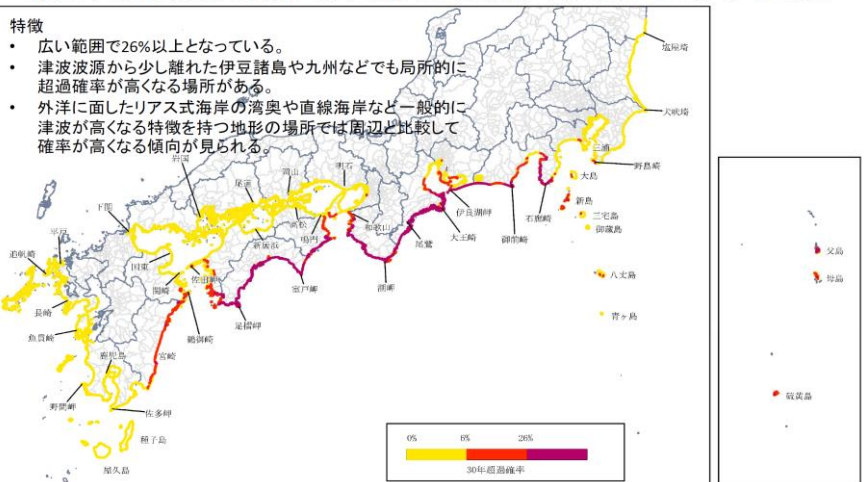 特徴
• 広い範囲で26%以上となっている。
• 津波波源から少し離れた伊豆諸島や九州などでも局所的に
超過確率が高くなる場所がある。
• 外洋に面したリアス式海岸の湾奥や直線海岸など一般的に
津波が高くなる特徴を持つ地形の場所では周辺と比較して
確率が高くなる傾向が見られる。
塩屋埼
犬吠埼
三浦
野島崎
大島
新島
三宅島
御蔵島
八丈島
青ヶ島
父島
母島
硫黄島
岩国
尾道
岡山
明石
下関
高松
鳴門
和歌山
尾鷲
大王崎
伊良湖岬
御前崎
石廊崎
新居浜
平戸
国東
関崎
佐田岬
室戸岬
潮岬
足摺岬
鶴御崎
長崎
鹿児島
宮崎
野間岬
佐多岬
種子島
屋久島
0%
6%
26%
30年超過確率